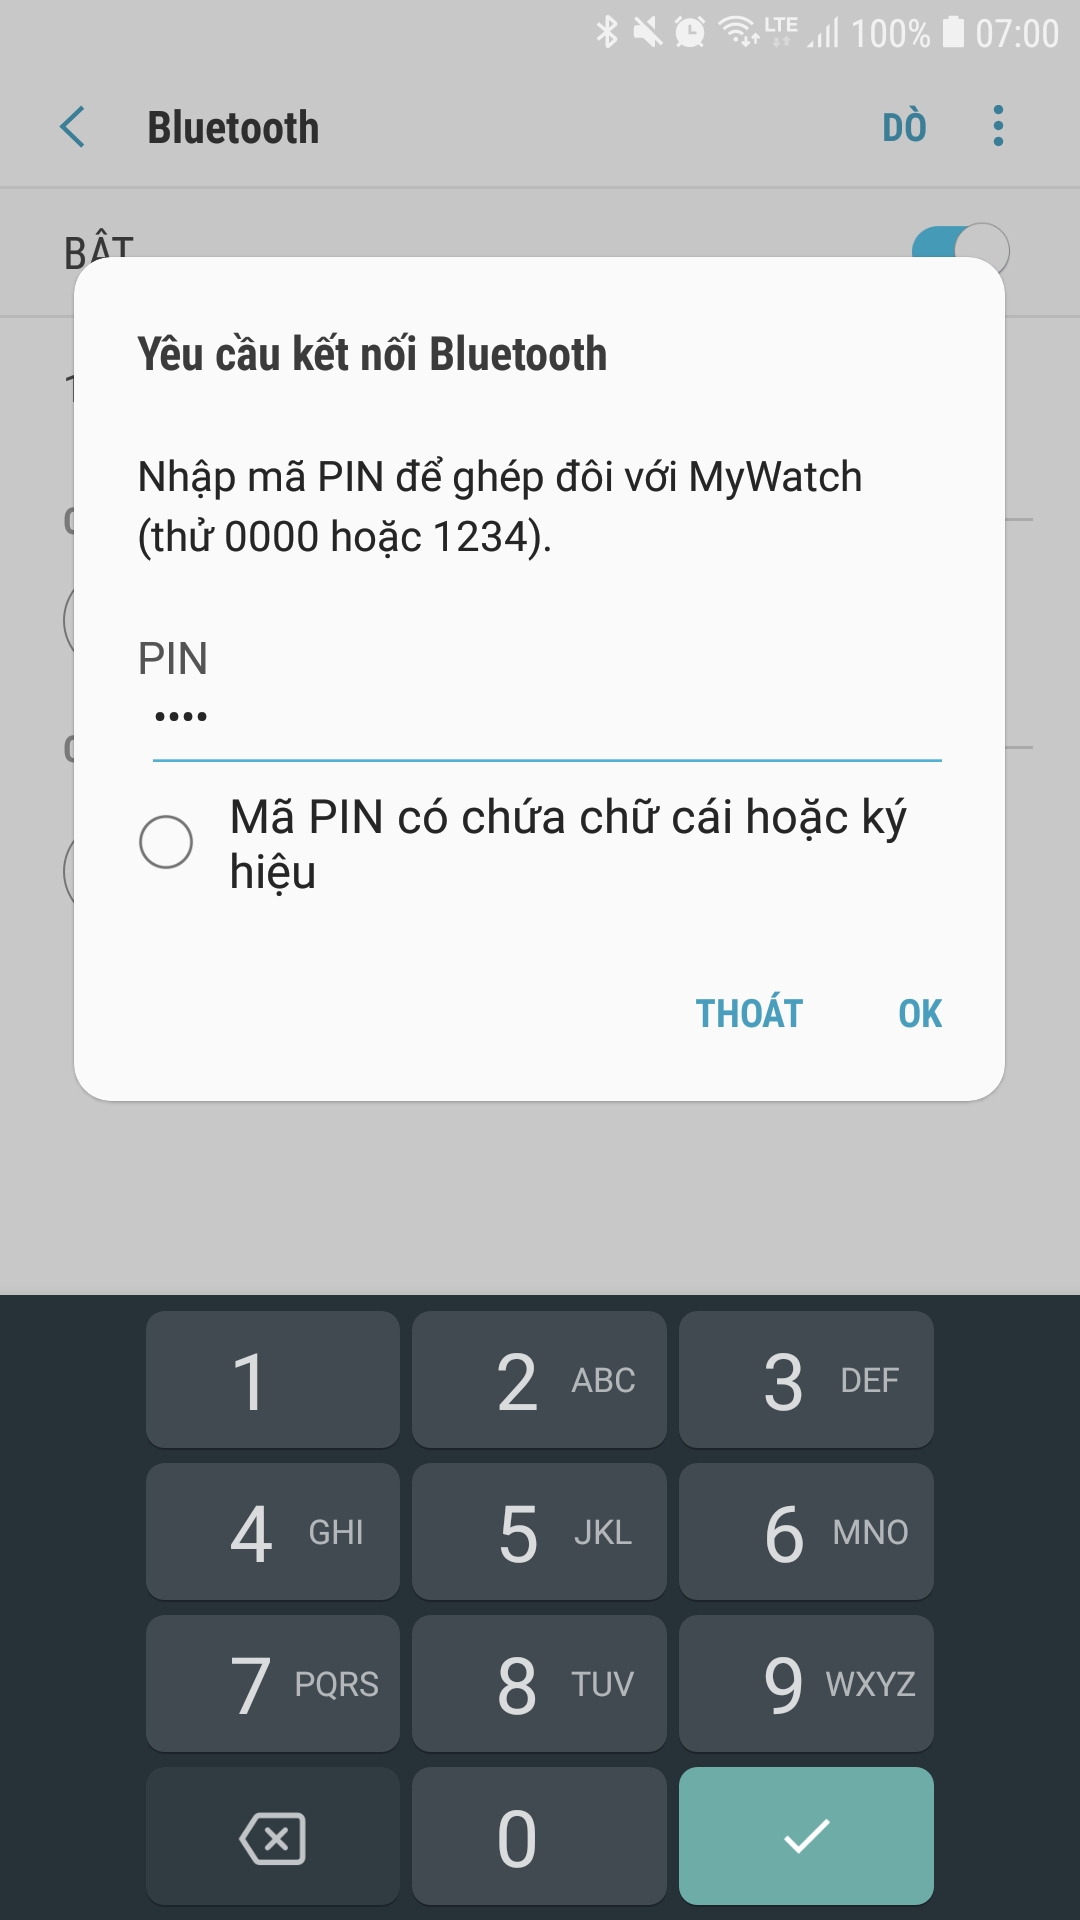 LTE 100% 07:00
Bluetooth DÒ
BẬT
Yêu cầu kết nối Bluetooth
Nhập mã PIN để ghép đôi với MyWatch
(thử 0000 hoặc 1234).
PIN
••••
Mã PIN có chứa chữ cái hoặc ký
hiệu
THOÁT OK
1 2 ABC 3 DEF
4 GHI 5 JKL 6 MNO
7 PQRS 8 TUV 9 WXYZ
0